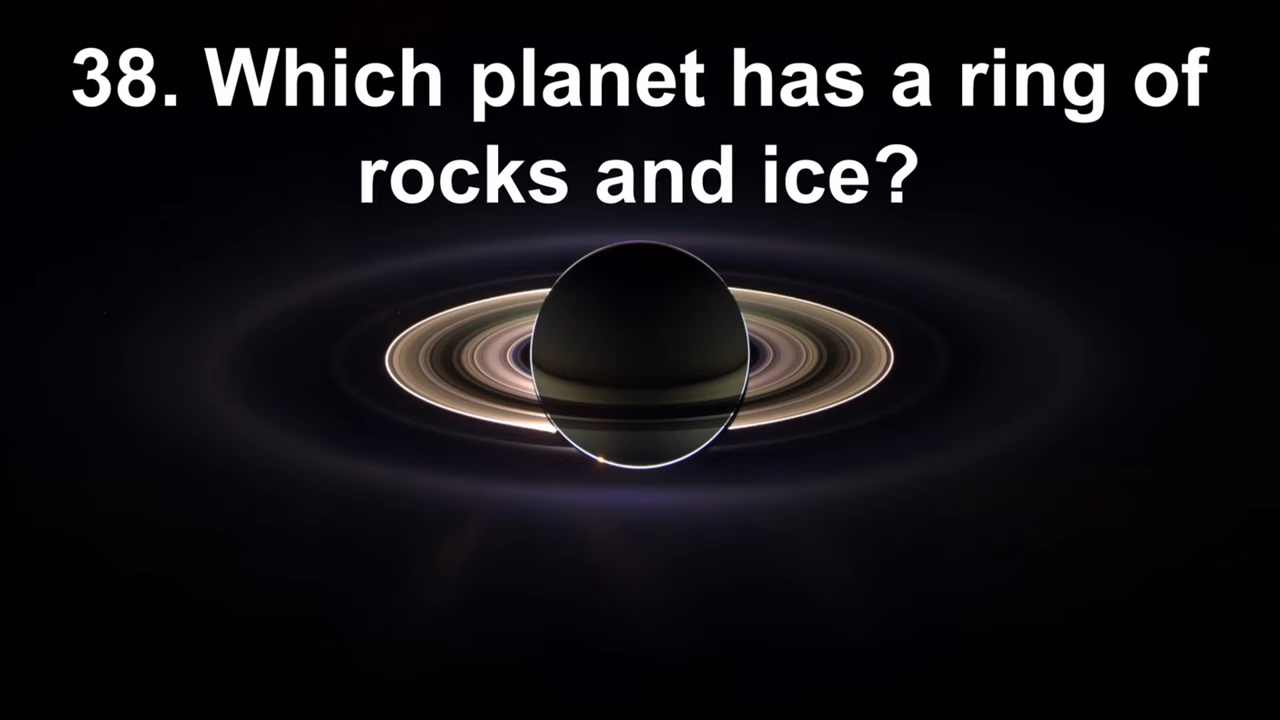 38. Which planet has a ring of
rocks and ice?